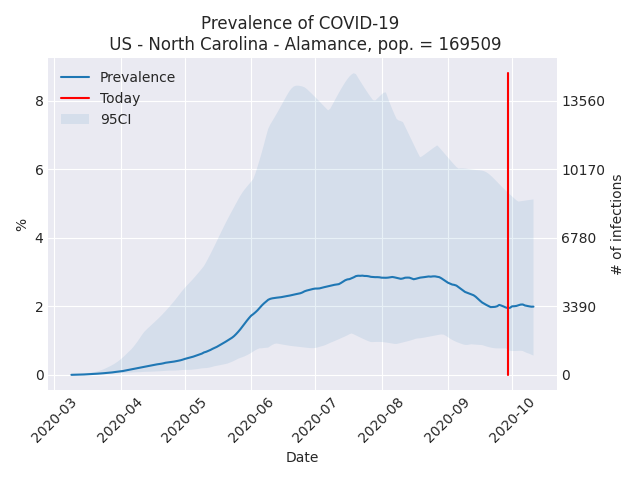 Prevalence of COVID-19
US - North Carolina - Alamance, pop. = 169509
Prevalence
Today
95CI
8
6
4
2
0
%
13560
10170
6780
3390
0
# of infections
2020-03
2020-04
2020-05
2020-06
2020-07
2020-08
2020-09
2020-10
Date